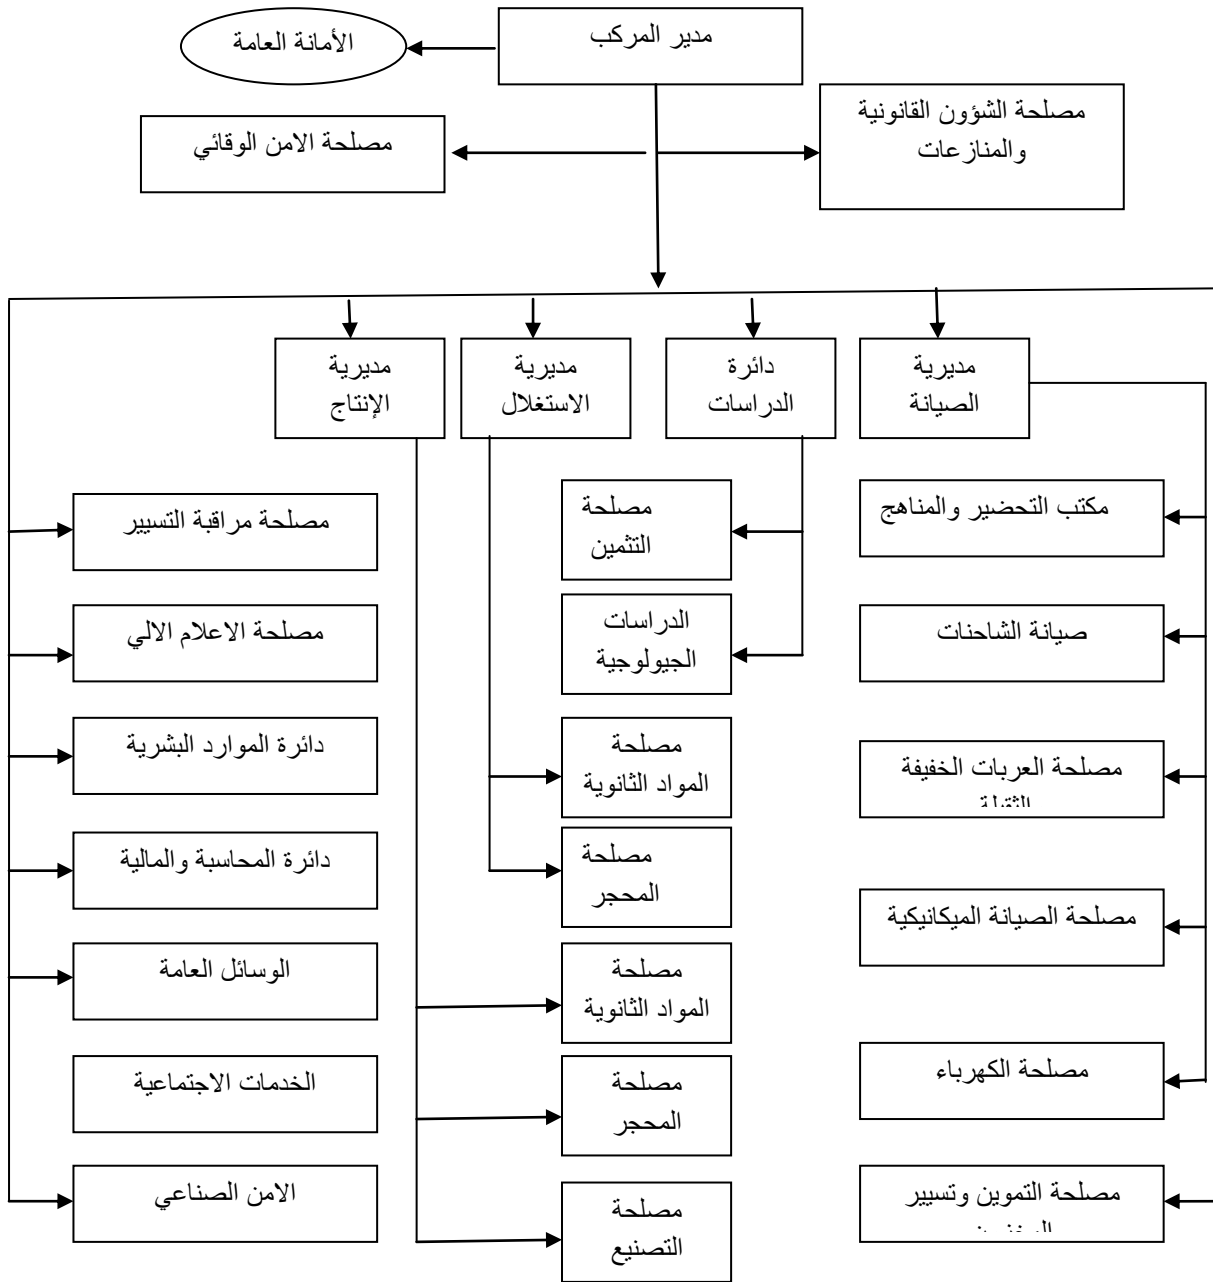 مدير المركب
الأمانة العامة
مصلحة الشؤون القانونية
والمنازعات
مصلحة الامن الوقائي
مديرية
الصيانة
دائرة
الدراسات
مديرية
الاستغلال
مديرية
الإنتاج
مكتب التحضير والمناهج
صيانة الشاحنات
مصلحة العربات الخفيفة
مصلحة الصيانة الميكانيكية
مصلحة الكهرباء
مصلحة التموين وتسيير
مصلحة
التثمين
الدراسات
الجيولوجية
مصلحة
المواد الثانوية
مصلحة
المحجر
مصلحة
المواد الثانوية
مصلحة
المحجر
مصلحة
التصنيع
مصلحة مراقبة التسيير
مصلحة الاعلام الالي
دائرة الموارد البشرية
دائرة المحاسبة والمالية
الوسائل العامة
الخدمات الاجتماعية
الامن الصناعي